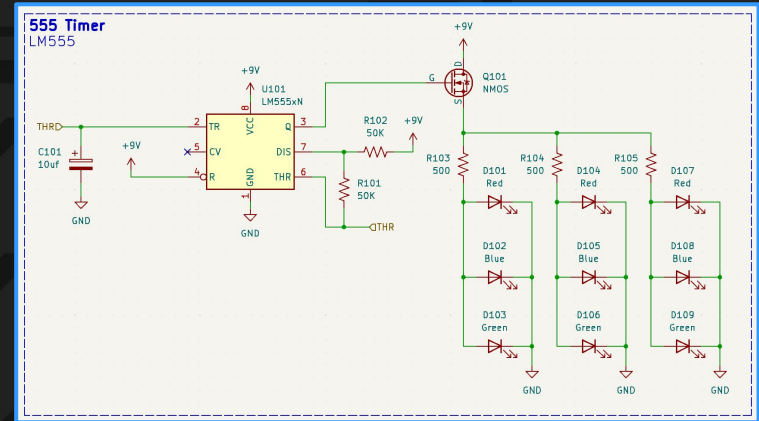 555 Timer
LM555
+9V
U101
LM555xN
THR
C101
10uf
GND
+9V
2
TR
5
CV
4
R
8
VCC
GND
1
Q
3
DIS
7
THR
6
GND
R102
50K
+9V
R101
50K
THR
+9V
G
D
S
Q101
NMOS
R103
500
D101
Red
D102
Blue
D103
Green
GND
R104
500
D104
Red
D105
Blue
D106
Green
GND
R105
500
D107
Red
D108
Blue
D109
Green
GND